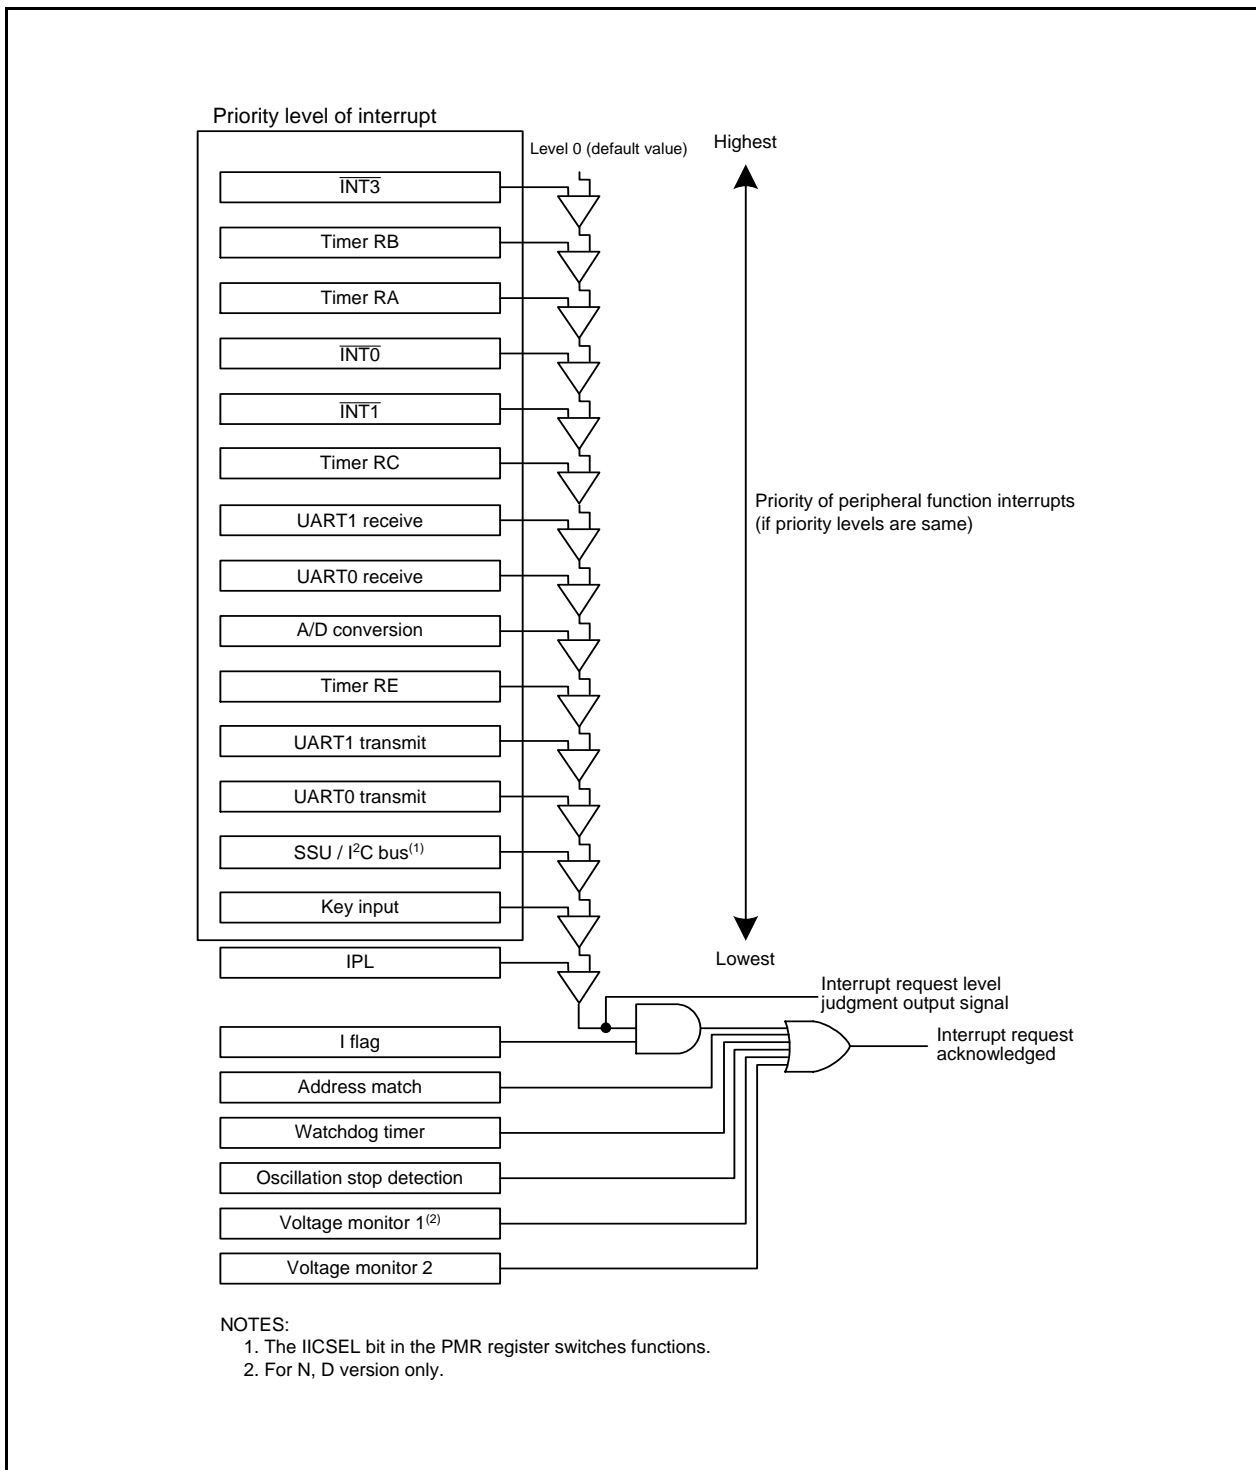 Priority level of interrupt
Level 0 (default value)
Highest
INT3
Timer RB
Timer RA
INT0
INT1
Timer RC
Priority of peripheral function interrupts
(if priority levels are same)
UART1 receive
UART0 receive
A/D conversion
Timer RE
UART1 transmit
UART0 transmit
SSU / I²C bus(1)
Key input
Lowest
IPL
Interrupt request level
judgment output signal
I flag
Interrupt request
acknowledged
Address match
Watchdog timer
Oscillation stop detection
Voltage monitor 1(2)
Voltage monitor 2
NOTES:
1. The IICSEL bit in the PMR register switches functions.
2. For N, D version only.